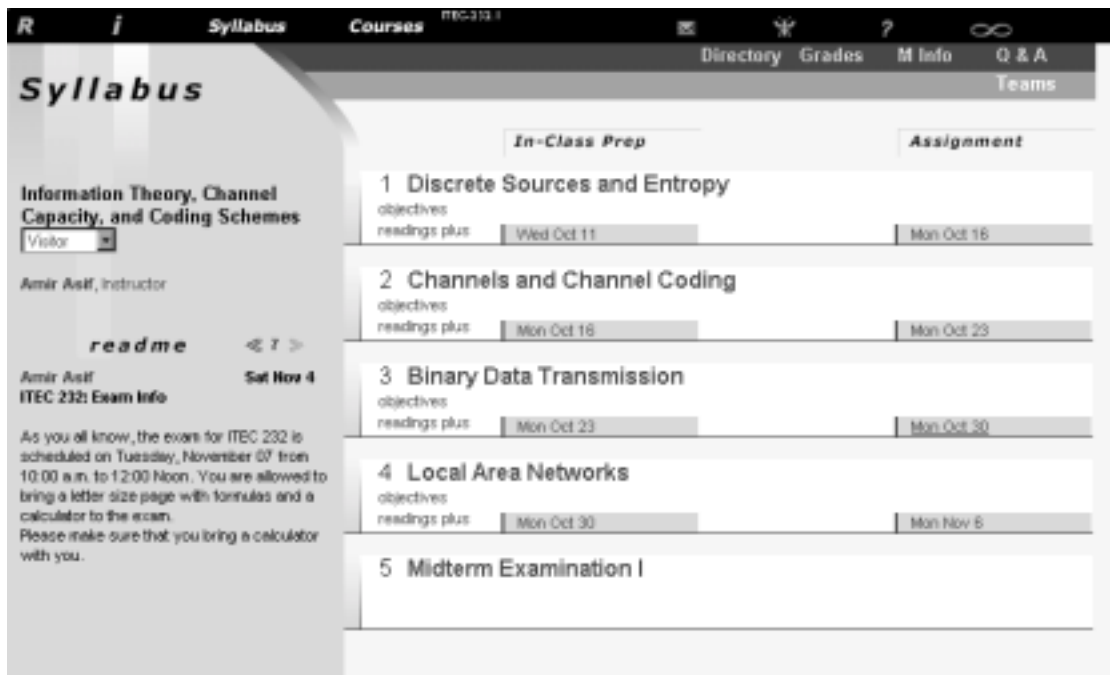 R i Syllabus Courses ITEC-232.1 ?
Directory Grades M Info Q & A
Teams
Syllabus
Information Theory, Channel
Capacity, and Coding Schemes
Visitor
Amir Asif, Instructor
readme
Amir Asif Sat Nov 4
ITEC 232: Exam Info
As you all know, the exam for ITEC 232 is
scheduled on Tuesday, November 07 from
10:00 a.m. to 12:00 Noon. You are allowed to
bring a letter size page with formulas and a
calculator to the exam.
Please make sure that you bring a calculator
with you.
In-Class Prep Assignment
1 Discrete Sources and Entropy
objectives
readings plus Wed Oct 11 Mon Oct 16
2 Channels and Channel Coding
objectives
readings plus Mon Oct 16 Mon Oct 23
3 Binary Data Transmission
objectives
readings plus Mon Oct 23 Mon Oct 30
4 Local Area Networks
objectives
readings plus Mon Oct 30 Mon Nov 6
5 Midterm Examination I